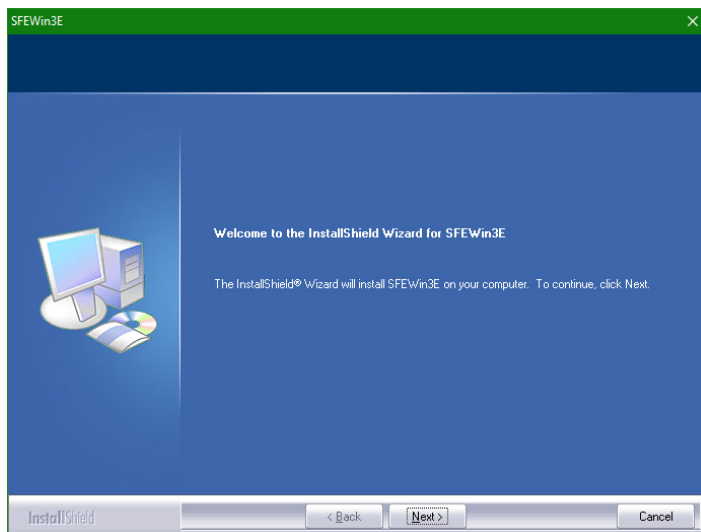 SFEWin3E
Welcome to the InstallShield Wizard for SFEWin3E
The InstallShield® Wizard will install SFEWin3E on your computer. To continue, click Next.
InstallShield
< Back
Next >
Cancel